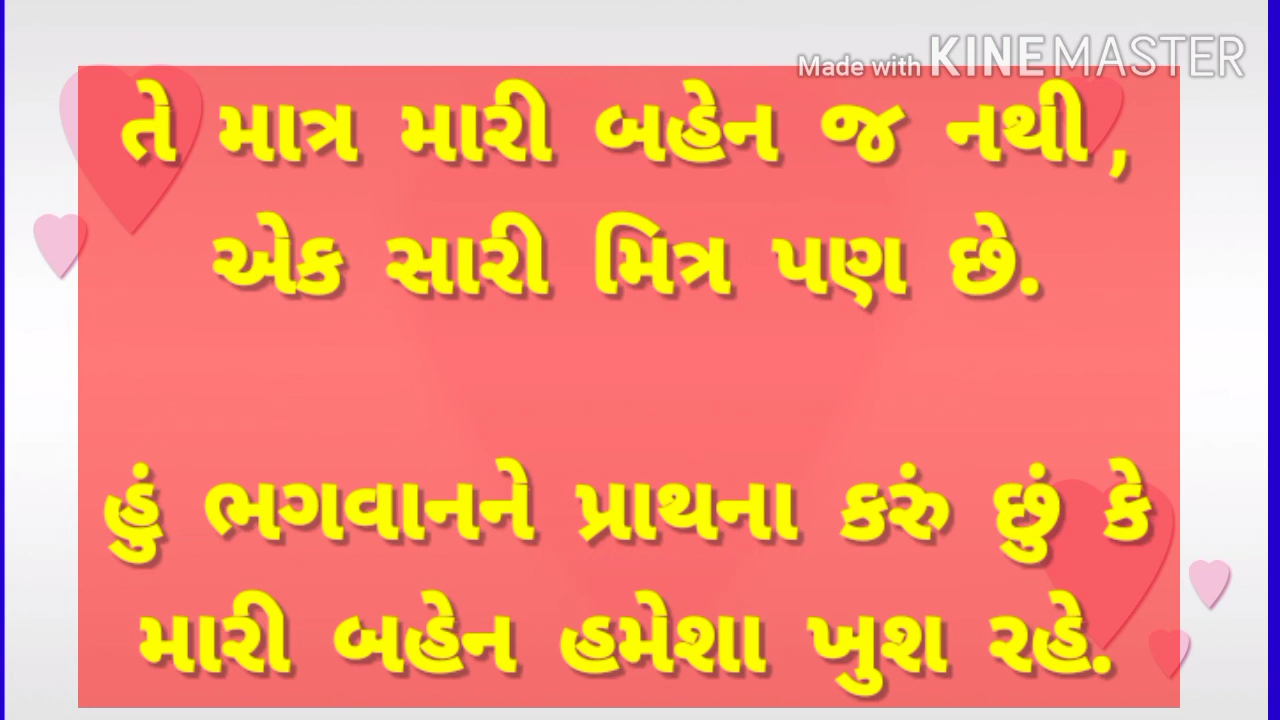 Made with KINEMASTER
તે માત્ર મારી બહેન જ નથી,
એક સારી મિત્ર પણ છે.
હું ભગવાનને પ્રાથના કરું છું કે
મારી બહેન હમેશા ખુશ રહે.